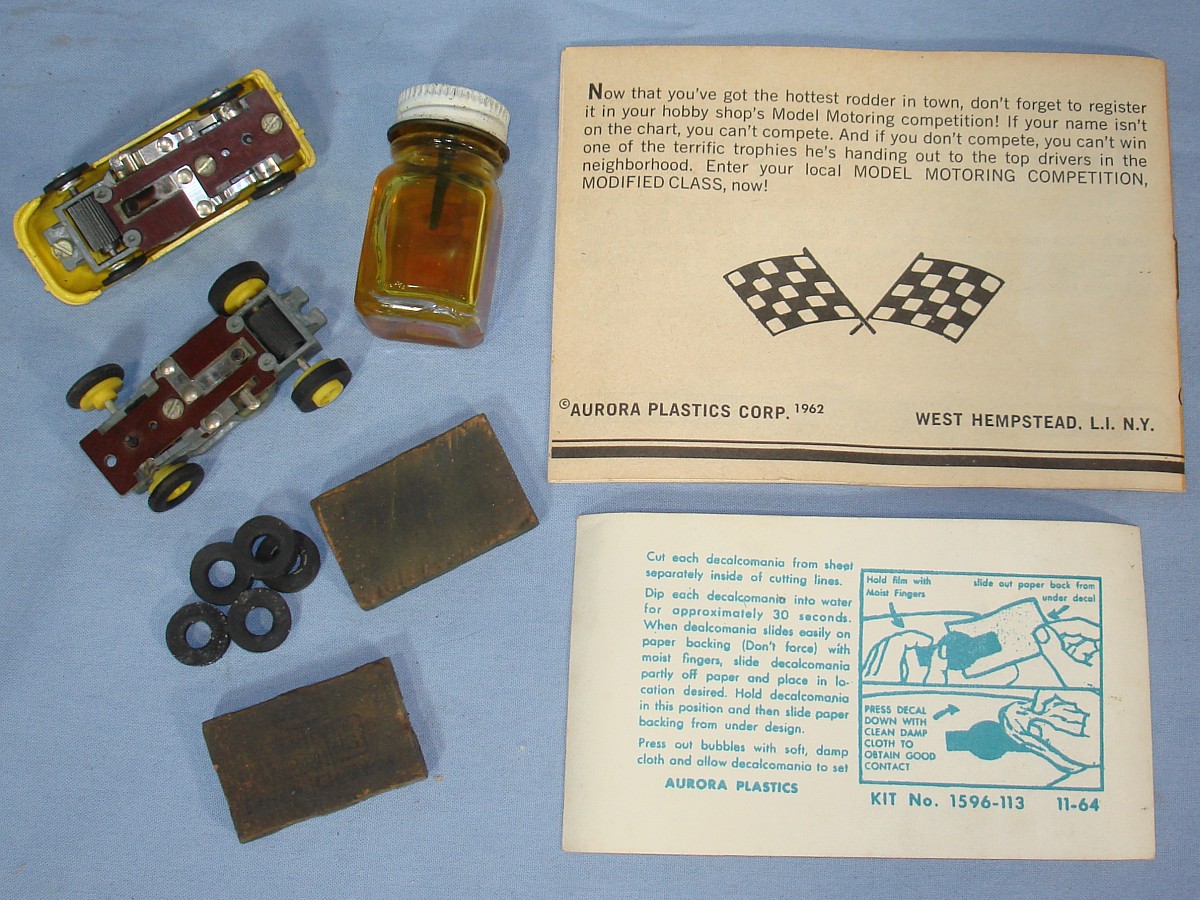 Now that you've got the hottest rodder in town, don't forget to register
it in your hobby shop's Model Motoring competition! If your name isn't
on the chart, you can't compete. And if you don't compete, you can't win
one of the terrific trophies he's handing out to the top drivers in the
neighborhood. Enter your local MODEL MOTORING COMPETITION,
MODIFIED CLASS, now!
©AURORA PLASTICS CORP. 1962
WEST HEMPSTEAD, L.I. N.Y.
Cut each decalcomania from sheet
separately inside of cutting lines.
Dip each decalcomania into water
for approximately 30 seconds.
When dealcomania slides easily on
paper backing (Don't force) with
moist fingers, slide decalcomania
partly off paper and place in lo-
cation desired. Hold decalcomania
in this position and then slide paper
backing from under design.
Press out bubbles with soft, damp
cloth and allow decalcomania to set
AURORA PLASTICS
Hold film with
Moist Fingers
slide out paper back from
under decal
PRESS DECAL
DOWN WITH
CLEAN DAMP
CLOTH TO
OBTAIN GOOD
CONTACT
KIT No. 1596-113 11-64